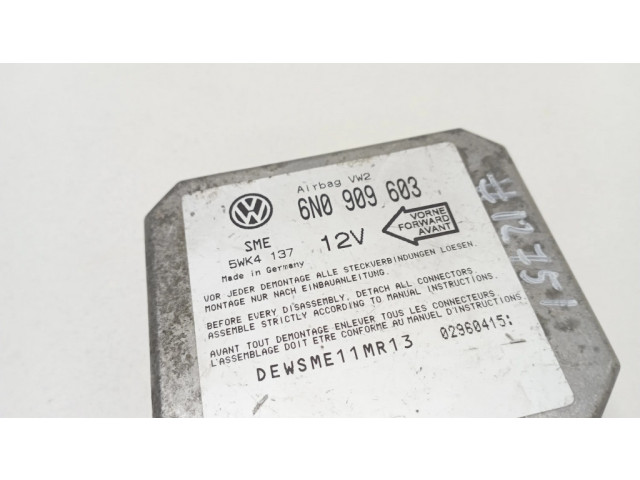 Airbag VW2
6N0 909 603
SME
12V
VORNE
FORWARD
AVANT
5WK4 137
Made in Germany
VOR JEDER DEMONTAGE ALLE STECKVERBINDUNGEN LOESEN.
MONTAGE NUR NACH EINBAUANLEITUNG.
BEFORE EVERY DISASSEMBLY, DETACH ALL CONNECTORS
ASSEMBLE STRICTLY ACCORDING TO MANUAL INSTRUCTIONS.
AVANT TOUT DEMONTAGE ENLEVER TOUS LES CONNECTEURS
L'ASSEMBLAGE DOIT ETRE CONFORME AU MANUEL D'INSTRUCTIONS.
DEWSME11MR13
02960415:
#12751